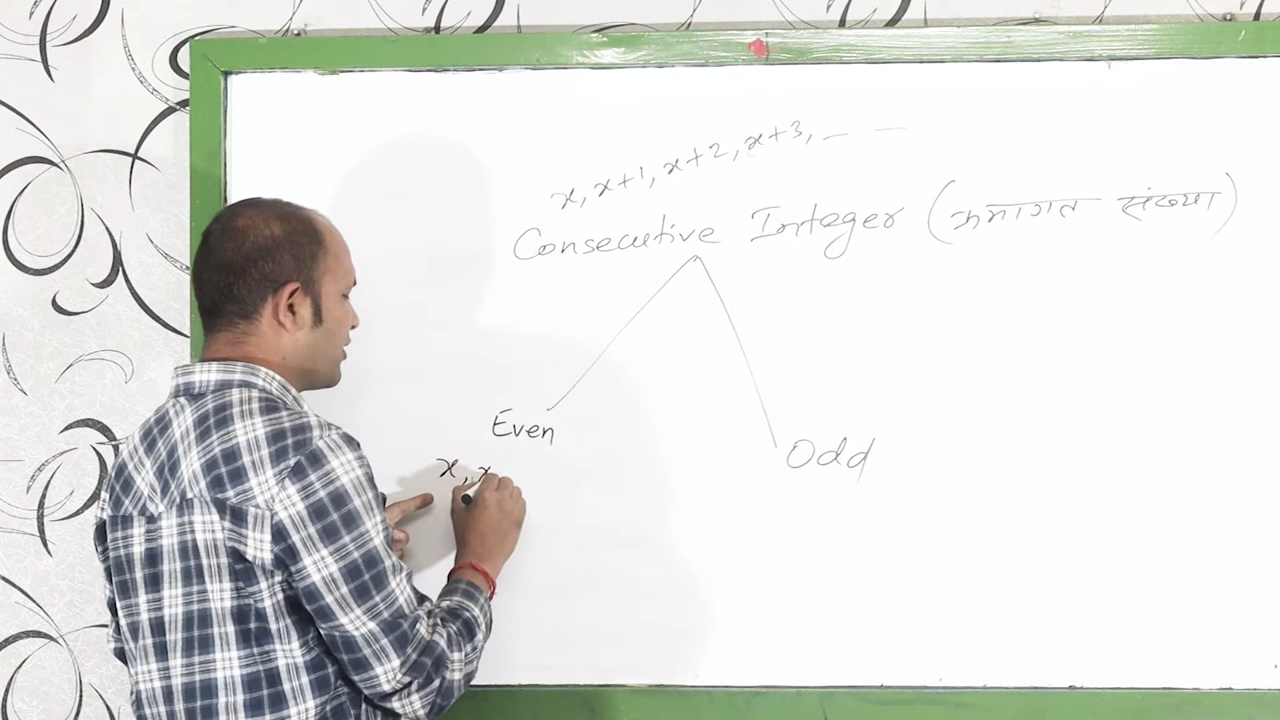 x, x+1, x+2, x+3, – –
Consecutive Integer (क्रमागत संख्या)
Even
Odd
x, x